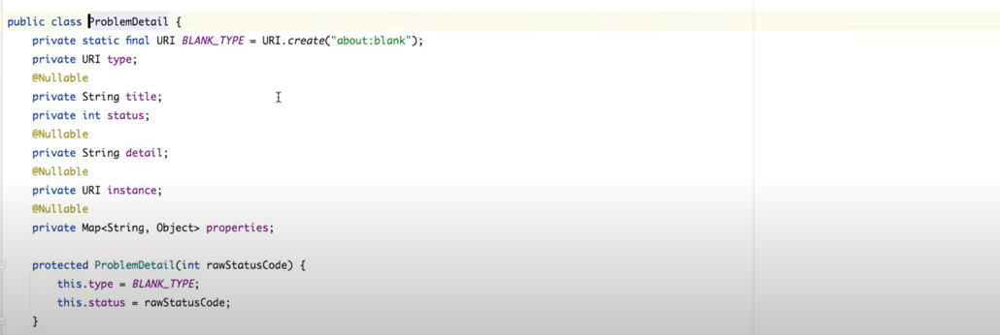 public class ProblemDetail {
private static final URI BLANK_TYPE = URI.create("about:blank");
private URI type;
@Nullable
private String title;
private int status;
@Nullable
private String detail;
@Nullable
private URI instance;
@Nullable
private Map<String, Object> properties;
protected ProblemDetail(int rawStatusCode) {
this.type = BLANK_TYPE;
this.status = rawStatusCode;
}